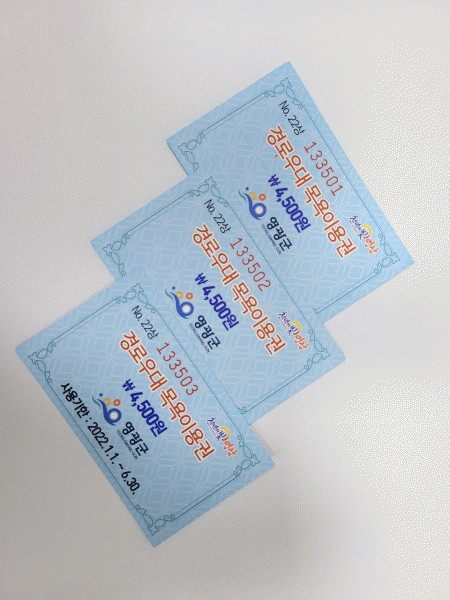 No. 22상 133501
경로우대 목욕이용권
₩4,500원
영광군
No. 22상 133502
경로우대 목욕이용권
₩4,500원
영광군
No. 22상 133503
경로우대 목욕이용권
₩4,500원
영광군
사용기한 : 2022.1.1. ~ 6.30.